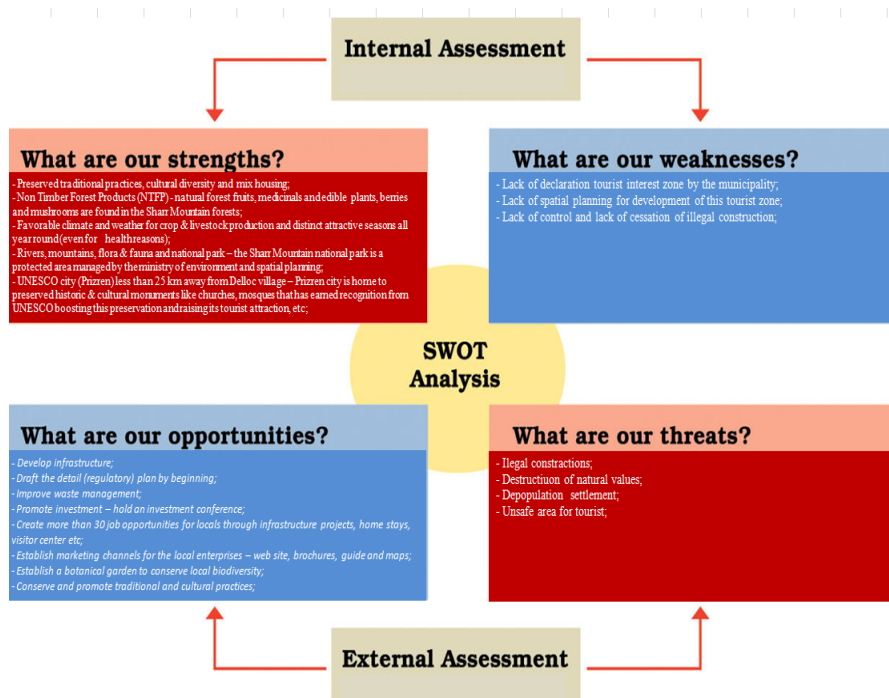 Internal Assessment
What are our strengths?
- Preserved traditional practices, cultural diversity and mix housing;
- Non Timber Forest Products (NTFP) - natural forest fruits, medicinals and edible plants, berries
and mushrooms are found in the Sharr Mountain forests;
- Favorable climate and weather for crop & livestock production and distinct attractive seasons all
year round (even for healthreasons);
- Rivers, mountains, flora & fauna and national park – the Sharr Mountain national park is a
protected area managed by the ministry of environment and spatial planning;
- UNESCO city (Prizren) less than 25 km away from Delloc village – Prizren city is home to
preserved historic & cultural monuments like churches, mosques that has earned recognition from
UNESCO boosting this preservation and raising its tourist attraction, etc;
What are our weaknesses?
- Lack of declaration tourist interest zone by the municipality;
- Lack of spatial planning for development of this tourist zone;
- Lack of control and lack of cessation of illegal construction;
SWOT
Analysis
What are our opportunities?
- Develop infrastructure;
- Draft the detail (regulatory) plan by beginning;
- Improve waste management;
- Promote investment – hold an investment conference;
- Create more than 30 job opportunities for locals through infrastructure projects, home stays,
visitor center etc;
- Establish marketing channels for the local enterprises – web site, brochures, guide and maps;
- Establish a botanical garden to conserve local biodiversity;
- Conserve and promote traditional and cultural practices;
What are our threats?
- Ilegal constractions;
- Destructiuon of natural values;
- Depopulation settlement;
- Unsafe area for tourist;
External Assessment